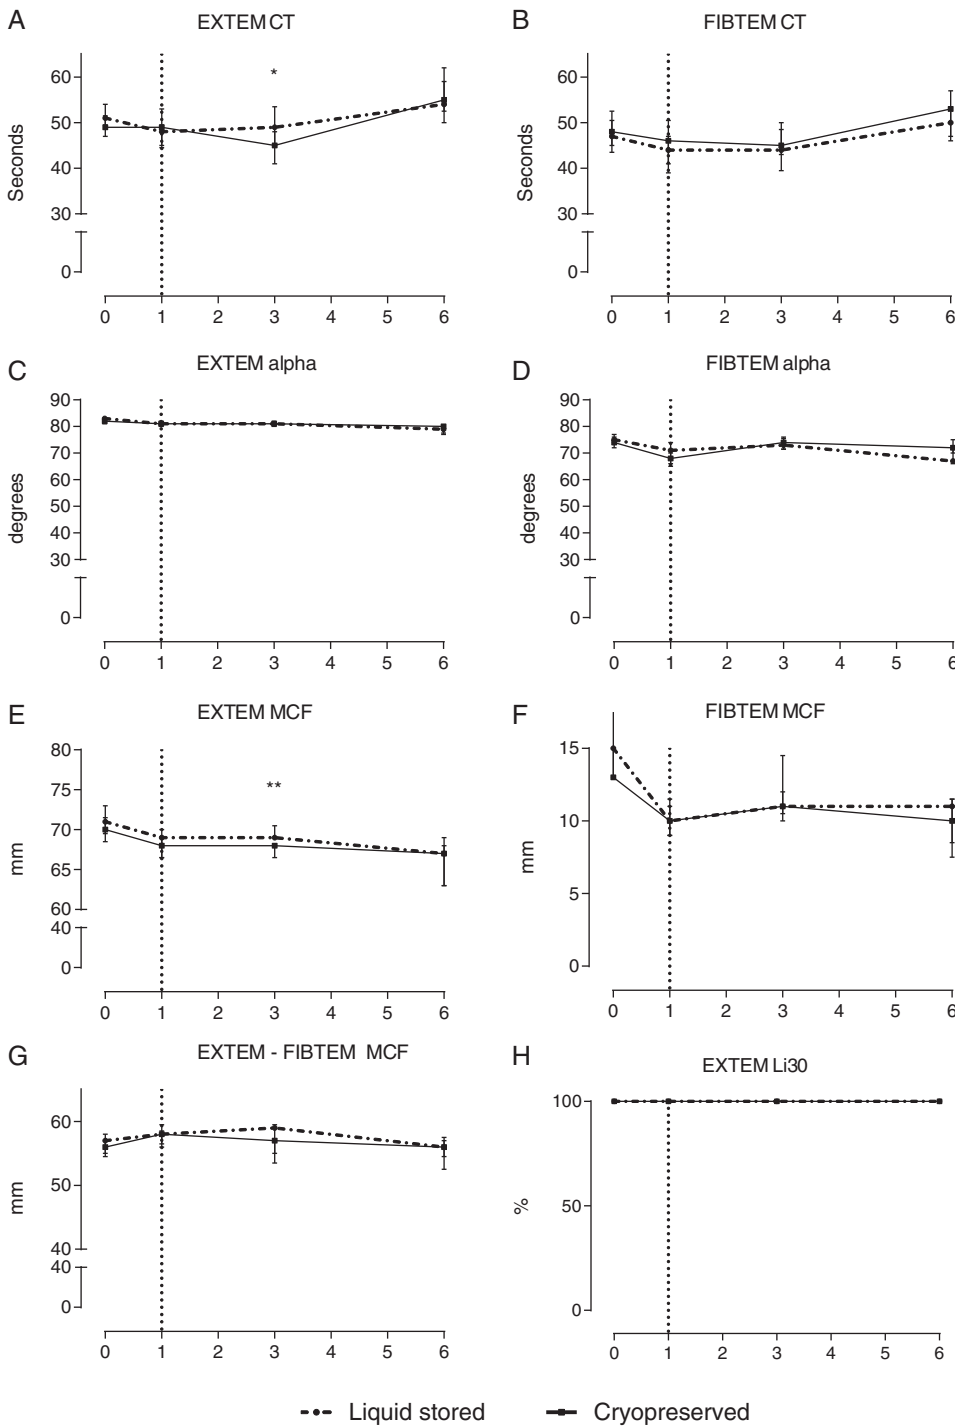 A
EXTEM CT
Seconds
60
50
40
30
0
*
0 1 2 3 4 5 6
B
FIBTEM CT
Seconds
60
50
40
30
0
0 1 2 3 4 5 6
C
EXTEM alpha
degrees
90
80
70
60
50
40
30
0
0 1 2 3 4 5 6
D
FIBTEM alpha
degrees
90
80
70
60
50
40
30
0
0 1 2 3 4 5 6
E
EXTEM MCF
mm
80
75
70
65
60
40
0
**
0 1 2 3 4 5 6
F
FIBTEM MCF
mm
15
10
5
0
0 1 2 3 4 5 6
G
EXTEM - FIBTEM MCF
mm
60
50
40
40
0
0 1 2 3 4 5 6
H
EXTEM Li30
%
100
50
0
0 1 2 3 4 5 6
Liquid stored
Cryopreserved